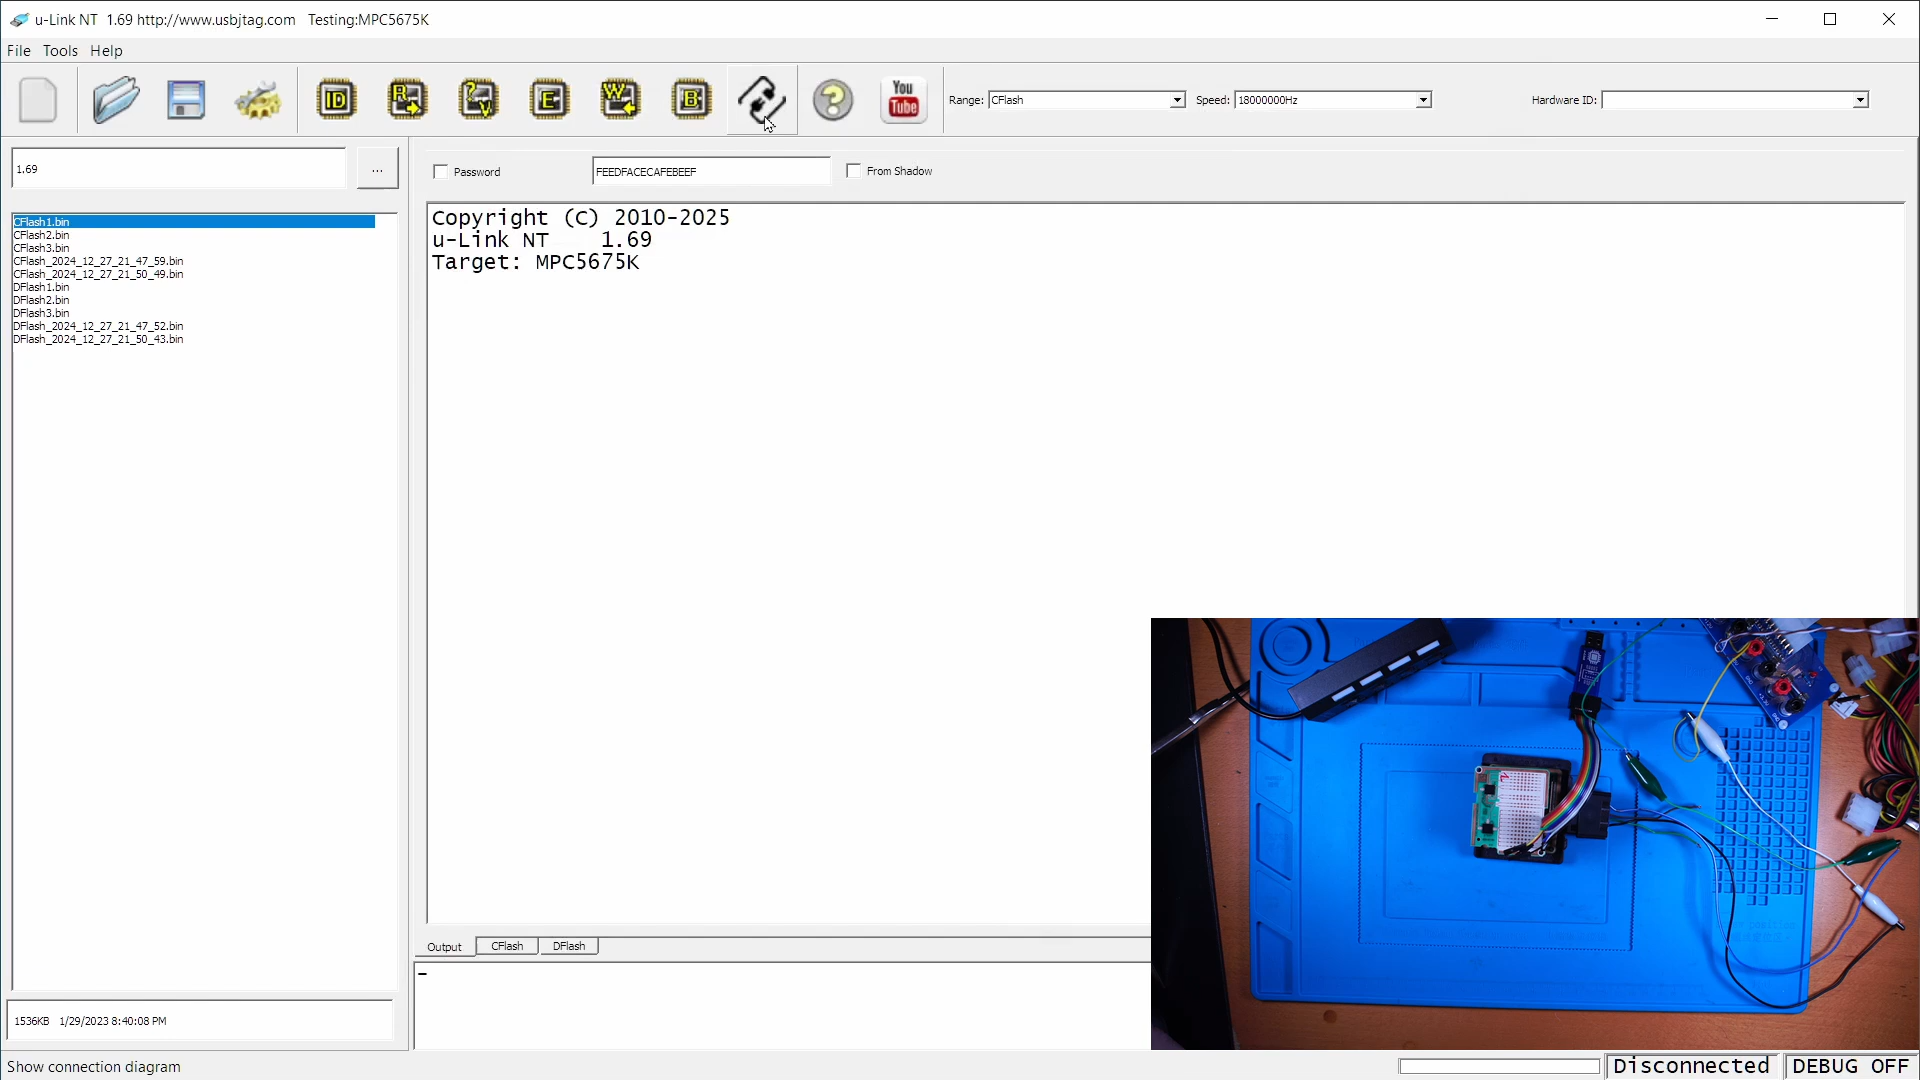 u-Link NT 1.69 http://www.usbjtag.com Testing:MPC5675K
File Tools Help
ID
R
?
V
E
W
B
?
You
Tube
Range: CFlash
Speed: 18000000Hz
Hardware ID:
1.69
...
Password
FEEDFACECAFEBEEF
From Shadow
CFlash1.bin
CFlash2.bin
CFlash3.bin
CFlash_2024_12_27_21_47_59.bin
CFlash_2024_12_27_21_50_49.bin
DFlash1.bin
DFlash2.bin
DFlash3.bin
DFlash_2024_12_27_21_47_52.bin
DFlash_2024_12_27_21_50_43.bin
Copyright (C) 2010-2025
u-Link NT 1.69
Target: MPC5675K
Output CFlash DFlash
1536KB 1/29/2023 8:40:08 PM
Show connection diagram
Disconnected
DEBUG OFF